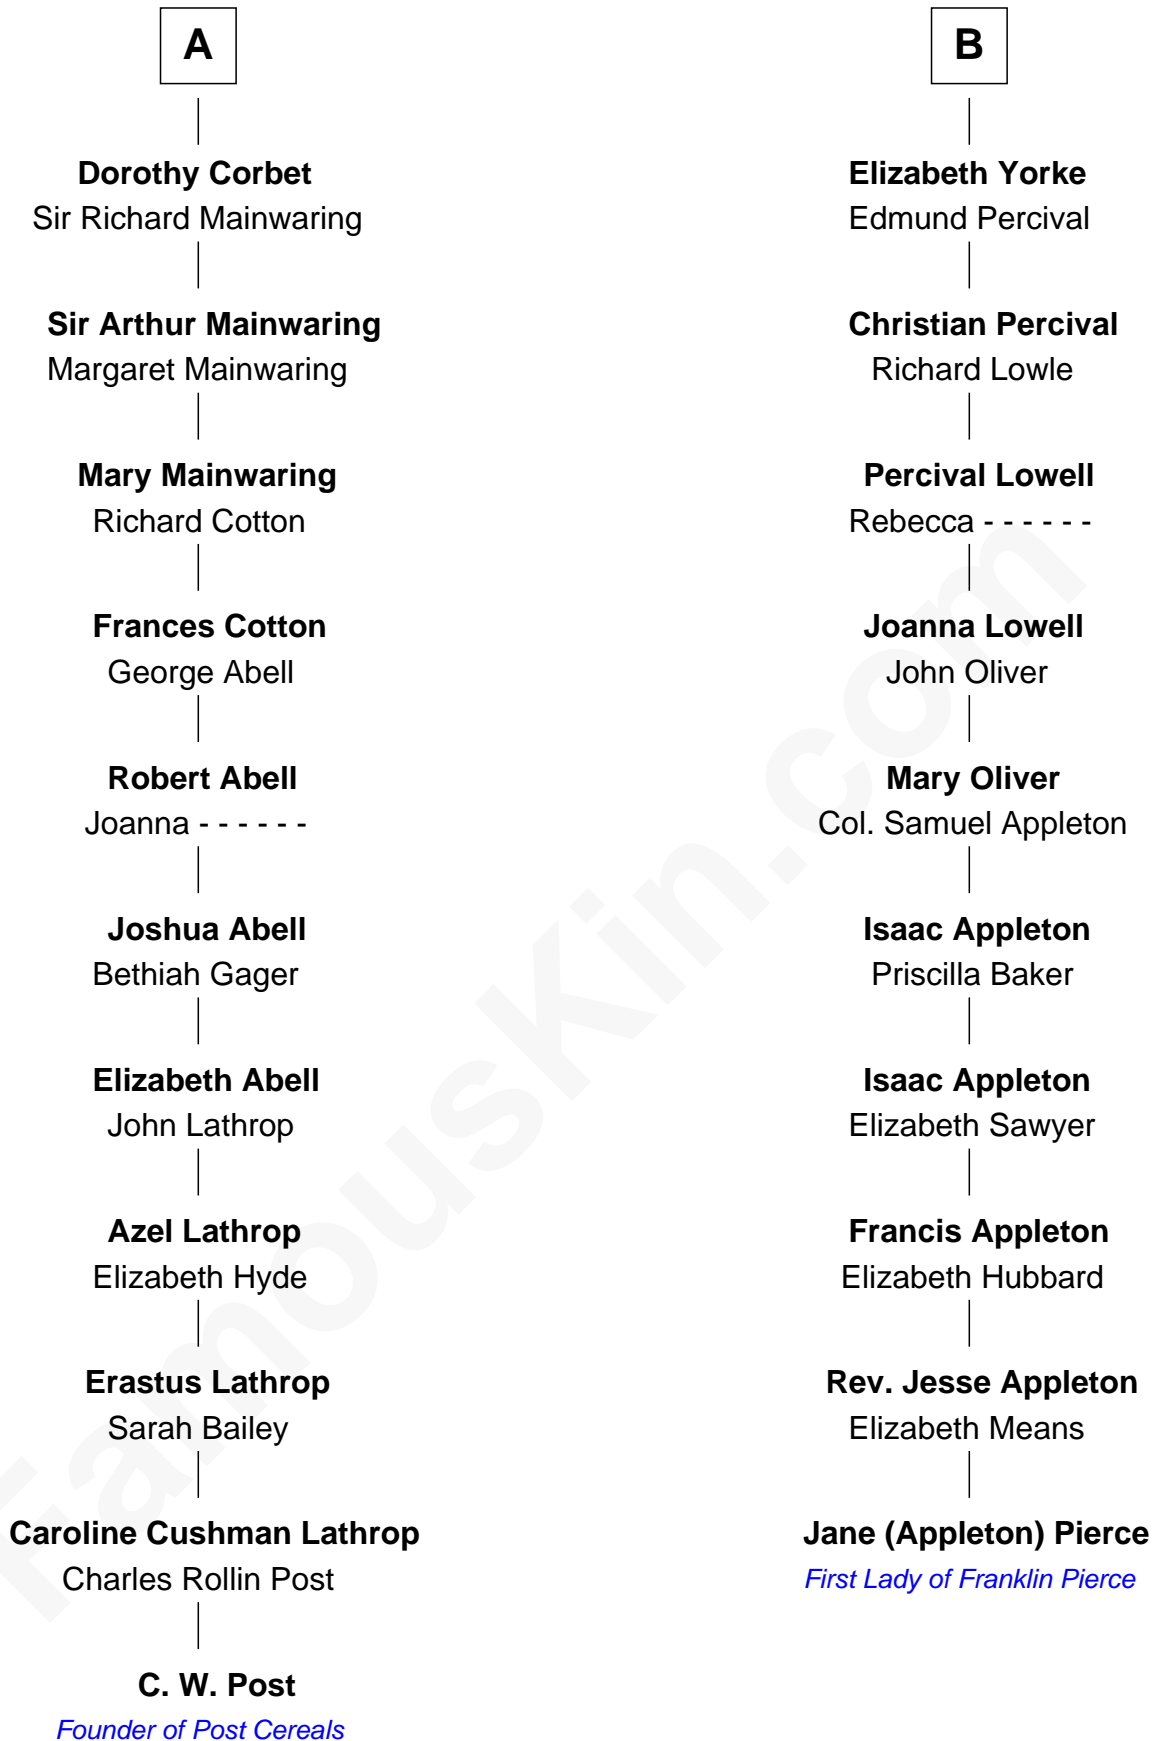 A
Dorothy Corbet
Sir Richard Mainwaring
Sir Arthur Mainwaring
Margaret Mainwaring
Mary Mainwaring
Richard Cotton
Frances Cotton
George Abell
Robert Abell
Joanna - - - - - -
Joshua Abell
Bethiah Gager
Elizabeth Abell
John Lathrop
Azel Lathrop
Elizabeth Hyde
Erastus Lathrop
Sarah Bailey
Caroline Cushman Lathrop
Charles Rollin Post
C. W. Post
Founder of Post Cereals
B
Elizabeth Yorke
Edmund Percival
Christian Percival
Richard Lowle
Percival Lowell
Rebecca - - - - - -
Joanna Lowell
John Oliver
Mary Oliver
Col. Samuel Appleton
Isaac Appleton
Priscilla Baker
Isaac Appleton
Elizabeth Sawyer
Francis Appleton
Elizabeth Hubbard
Rev. Jesse Appleton
Elizabeth Means
Jane (Appleton) Pierce
First Lady of Franklin Pierce
FamousKin.com